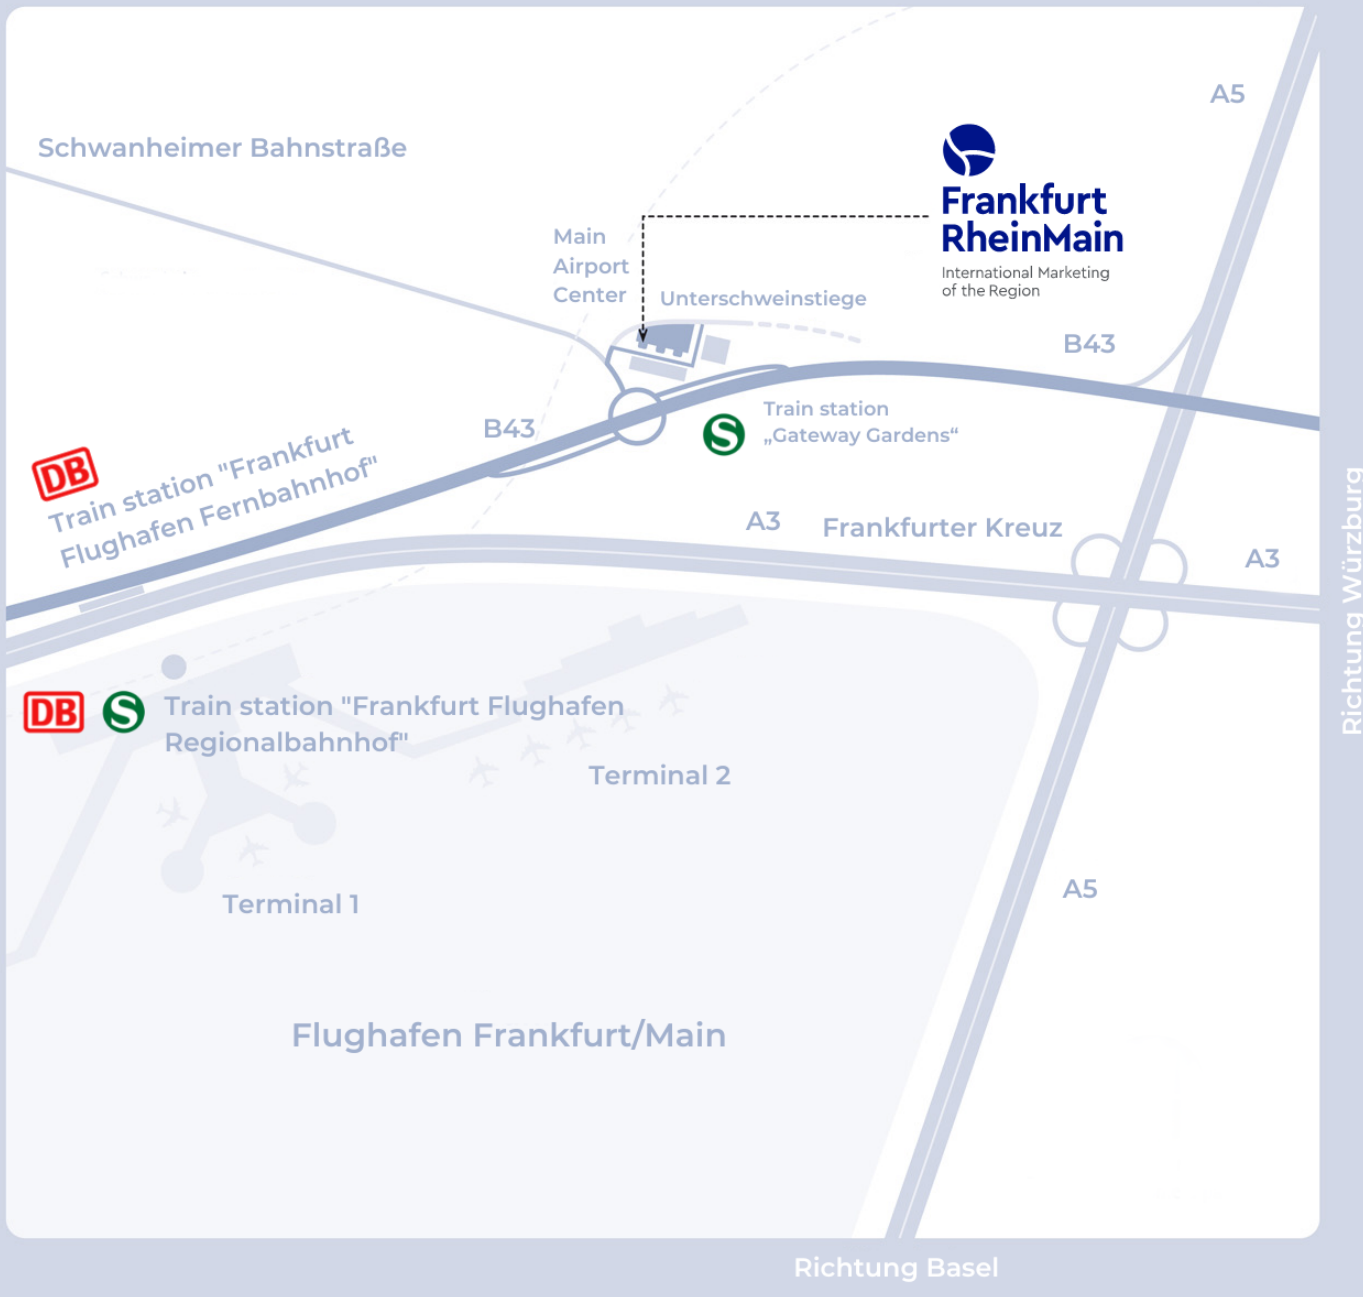 A5
Schwanheimer Bahnstraße
Frankfurt
RheinMain
International Marketing
of the Region
Main
Airport
Center
Unterschweinstiege
B43
Train station
„Gateway Gardens“
S
B43
DB
Train station "Frankfurt
Flughafen Fernbahnhof"
A3
Frankfurter Kreuz
A3
Richtung Würzburg
DB
S
Train station "Frankfurt Flughafen
Regionalbahnhof"
Terminal 2
Terminal 1
A5
Flughafen Frankfurt/Main
Richtung Basel